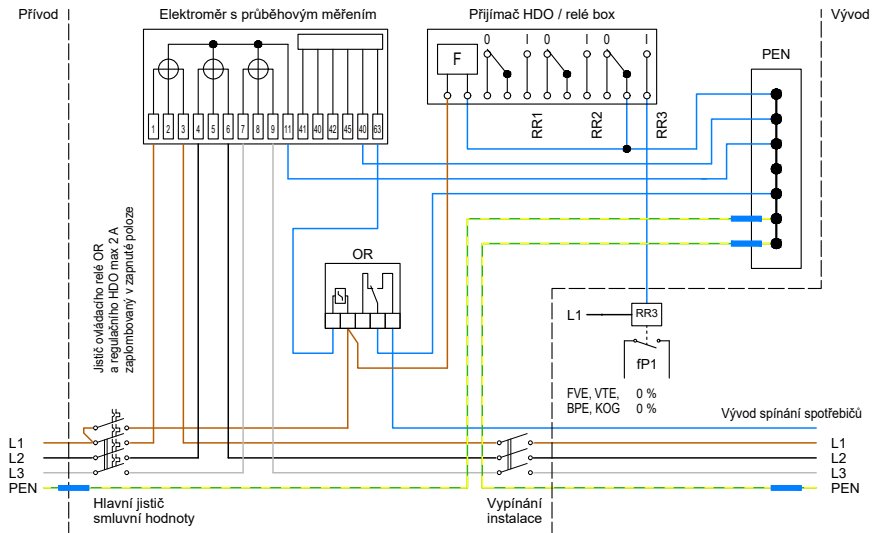 Přívod
Elektroměr s průběhovým měřením
Přijímač HDO / relé box
Vývod
PEN
F
0 I 0 I 0 I
RR1
RR2
RR3
1 2 3 4 5 6 7 8 9 11 41 40 42 45 40 63
Jistič ovládacího relé OR
a regulačního HDO max 2 A
zaplombovaný v zapnuté poloze
OR
L1
RR3
fP1
FVE, VTE, 0 %
BPE, KOG 0 %
Vývod spínání spotřebičů
L1
L2
L3
PEN
L1
L2
L3
PEN
Hlavní jistič
smluvní hodnoty
Vypínání
instalace